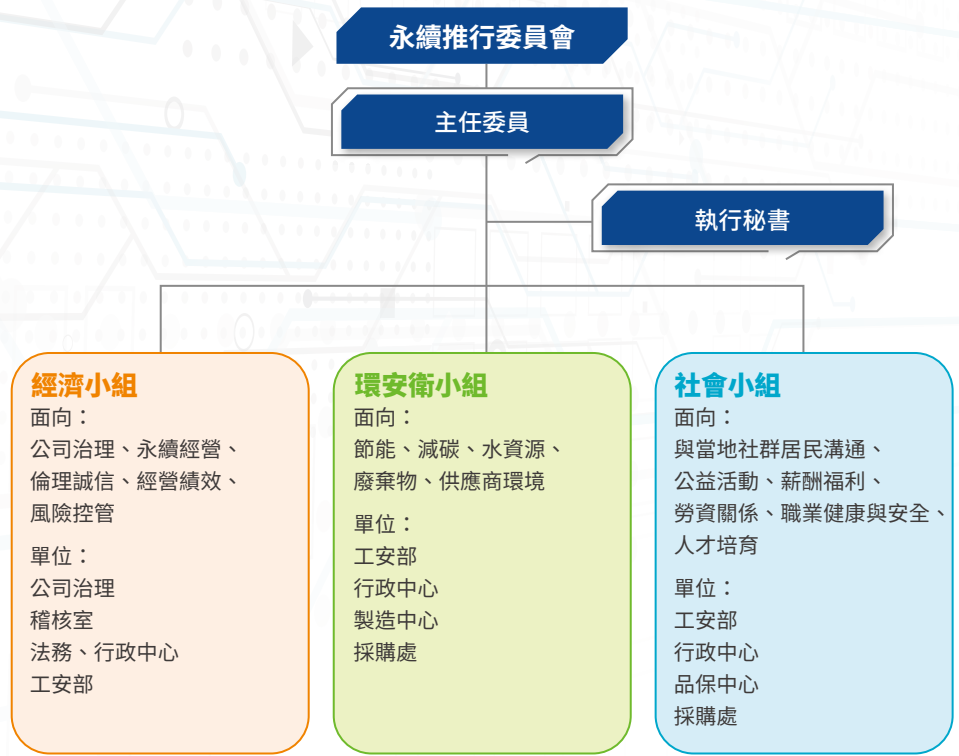 永續推行委員會
主任委員
執行秘書
經濟小組
面向：
公司治理、永續經營、
倫理誠信、經營績效、
風險控管
單位：
公司治理
稽核室
法務、行政中心
工安部
環安衛小組
面向：
節能、減碳、水資源、
廢棄物、供應商環境
單位：
工安部
行政中心
製造中心
採購處
社會小組
面向：
與當地社群居民溝通、
公益活動、薪酬福利、
勞資關係、職業健康與安全、
人才培育
單位：
工安部
行政中心
品保中心
採購處